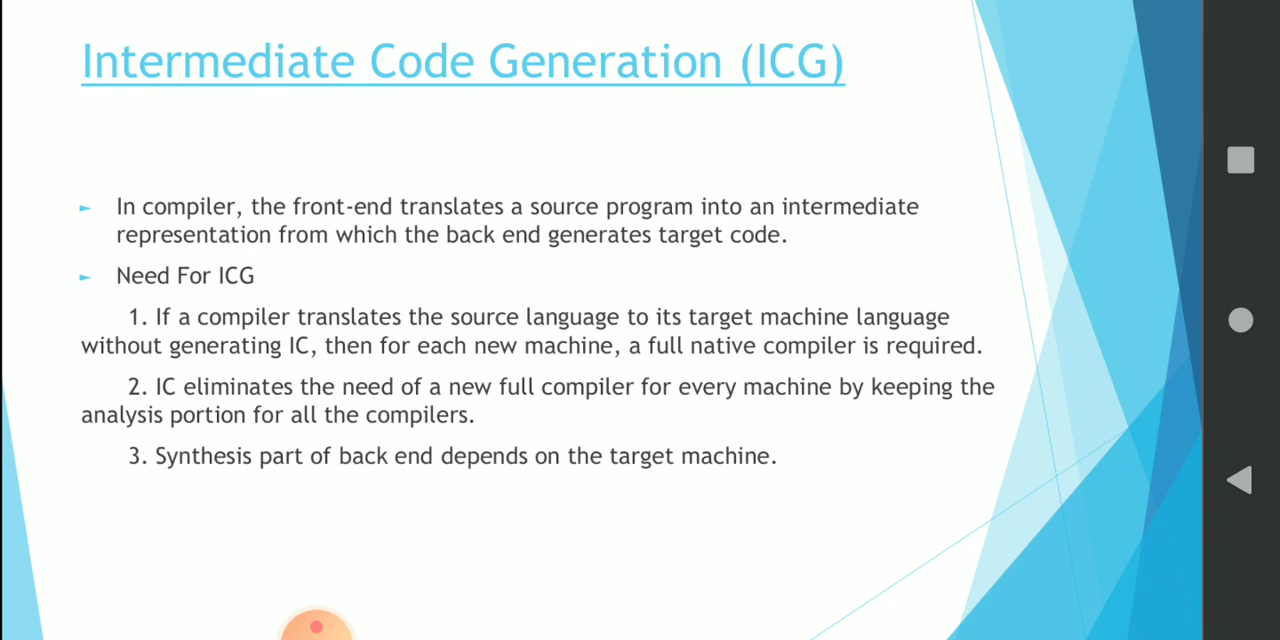 Intermediate Code Generation (ICG)
In compiler, the front-end translates a source program into an intermediate
representation from which the back end generates target code.
Need For ICG
1. If a compiler translates the source language to its target machine language
without generating IC, then for each new machine, a full native compiler is required.
2. IC eliminates the need of a new full compiler for every machine by keeping the
analysis portion for all the compilers.
3. Synthesis part of back end depends on the target machine.